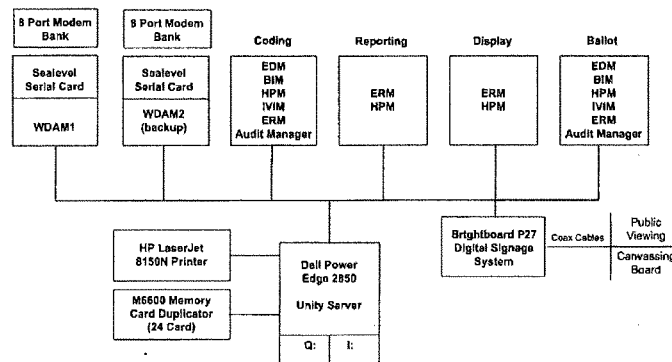 8 Port Modem
Bank
8 Port Modem
Bank
Coding
Reporting
Display
Ballot
Sealevel
Serial Card
WDAM1
Sealevel
Serial Card
WDAM2
(backup)
EDM
BIM
HPM
IVIM
ERM
Audit Manager
ERM
HPM
ERM
HPM
EDM
BIM
HPM
IVIM
ERM
Audit Manager
HP LaserJet
8150N Printer
M6600 Memory
Card Duplicator
(24 Card)
Dell Power
Edge 2850
Unity Server
Q:
I:
Brightboard P27
Digital Signage
System
Coax Cables
Public
Viewing
Canvassing
Board